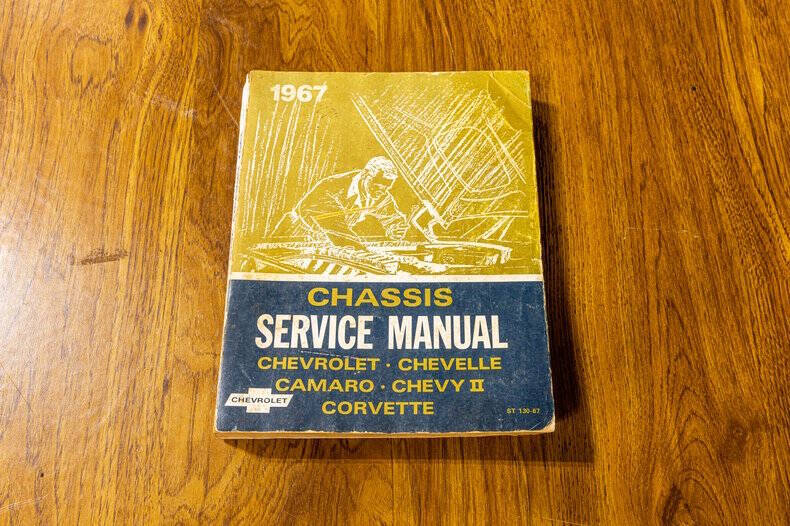 1967
CHASSIS
SERVICE MANUAL
CHEVROLET · CHEVELLE
CAMARO · CHEVY II
CHEVROLET
CORVETTE
ST 130-67